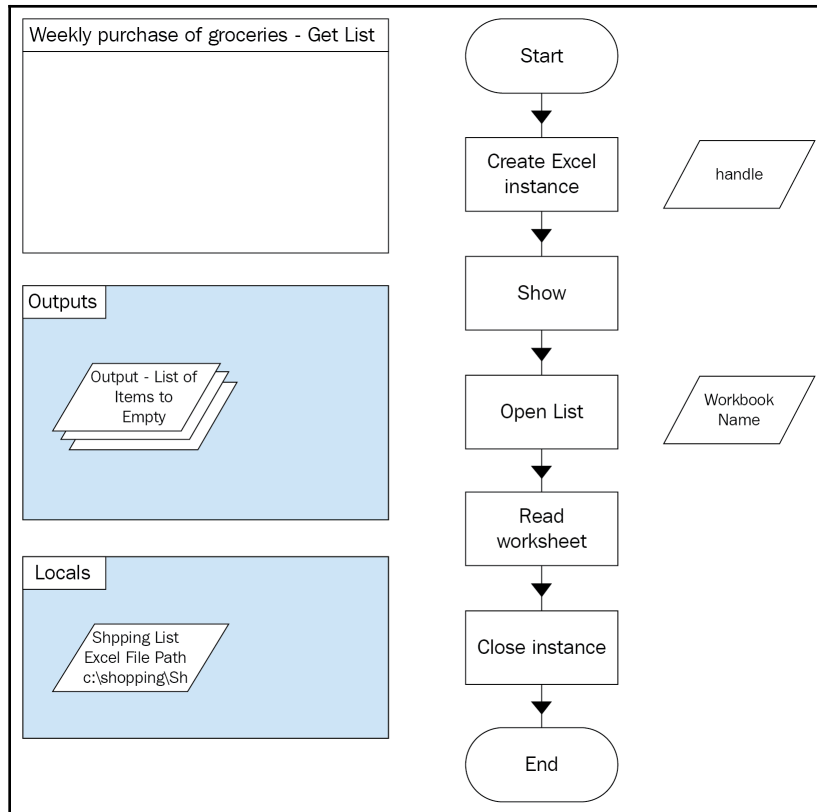 Weekly purchase of groceries - Get List
Outputs
Output - List of
Items to
Empty
Locals
Shpping List
Excel File Path
c:\shopping\Sh
Start
Create Excel
instance
handle
Show
Open List
Workbook
Name
Read
worksheet
Close instance
End